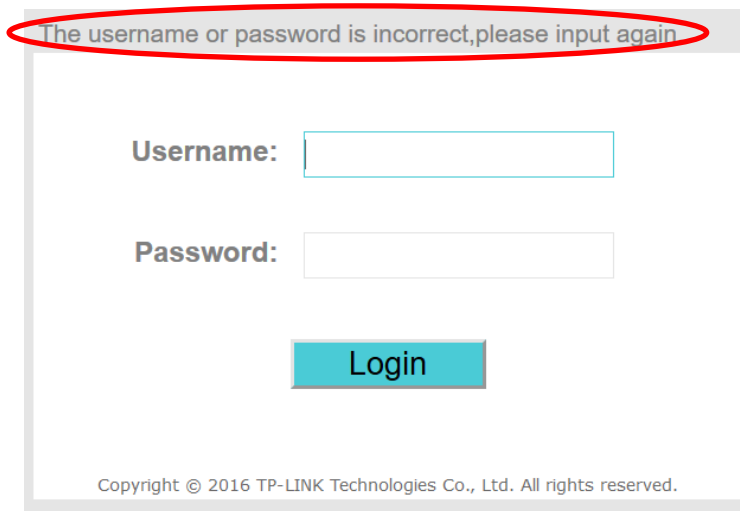 The username or password is incorrect,please input again
Username:
Password:
Login
Copyright © 2016 TP-LINK Technologies Co., Ltd. All rights reserved.